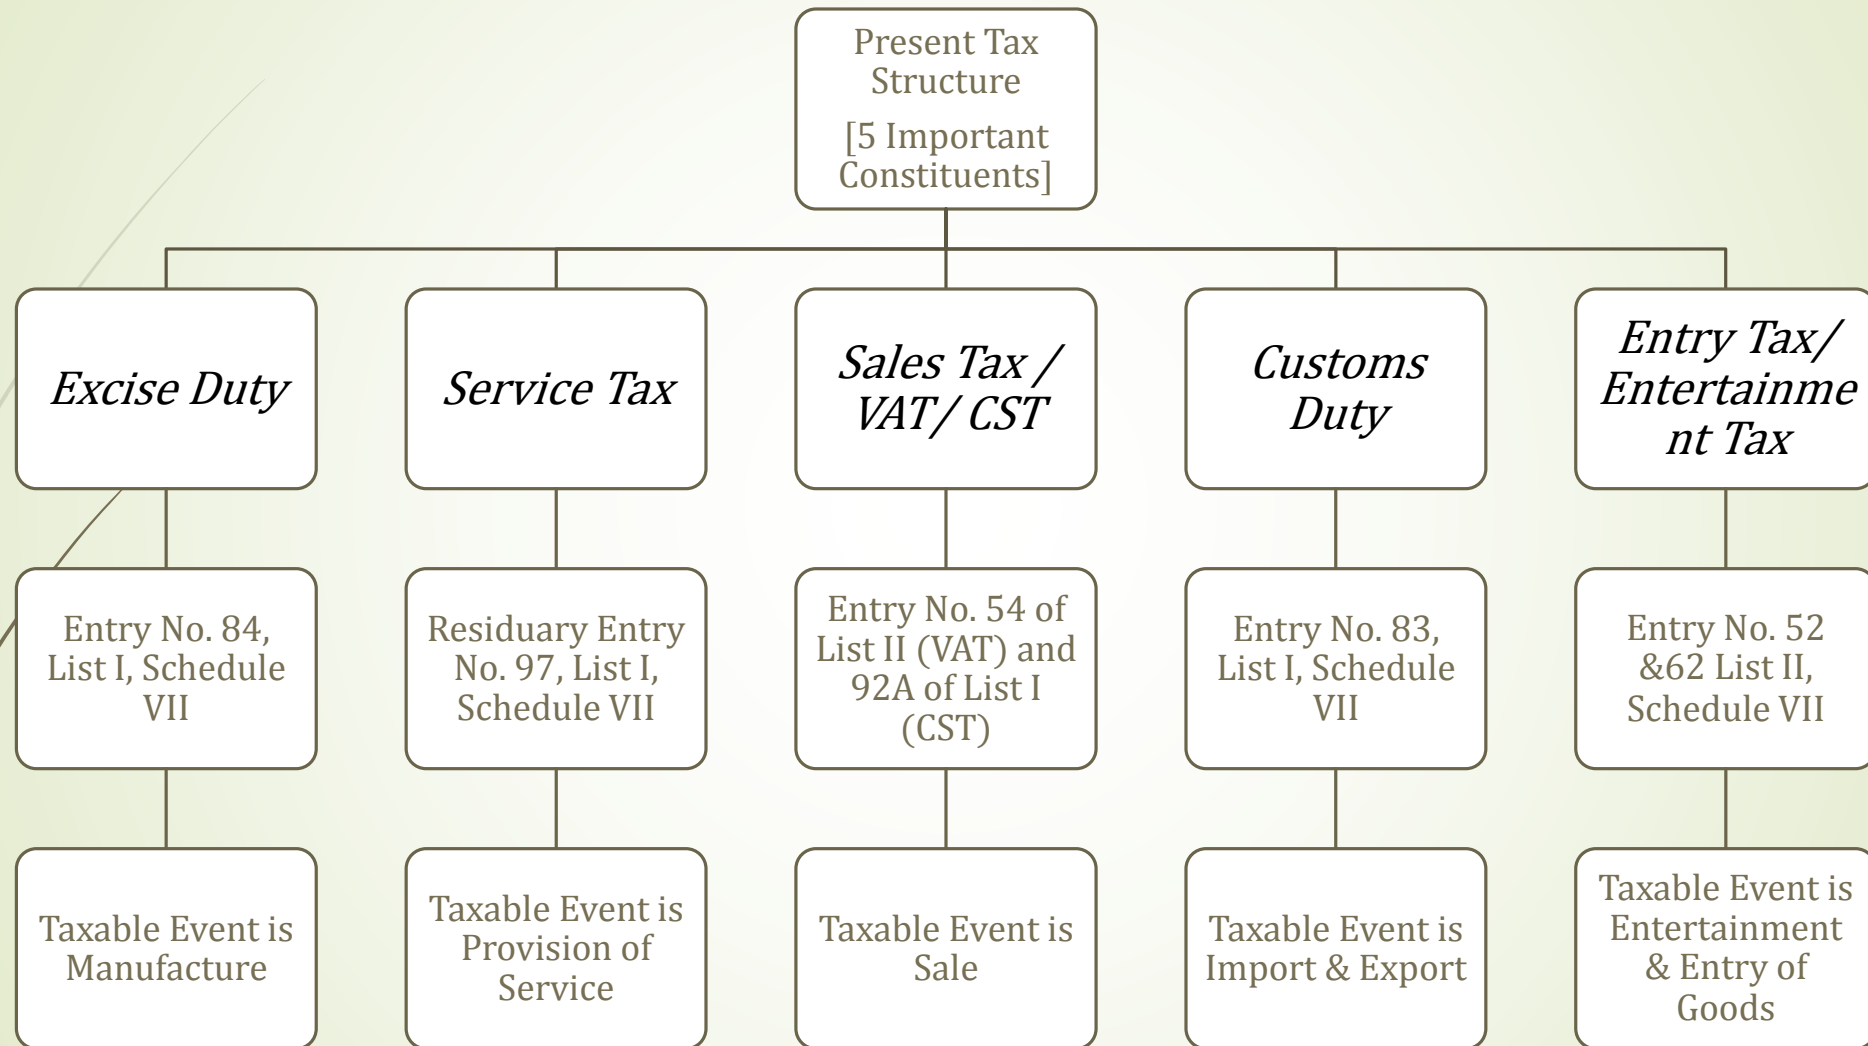 Present Tax
Structure
[5 Important
Constituents]
Excise Duty
Service Tax
Sales Tax /
VAT/ CST
Customs
Duty
Entry Tax/
Entertainme
nt Tax
Entry No. 84,
List I, Schedule
VII
Residuary Entry
No. 97, List I,
Schedule VII
Entry No. 54 of
List II (VAT) and
92A of List I
(CST)
Entry No. 83,
List I, Schedule
VII
Entry No. 52
&62 List II,
Schedule VII
Taxable Event is
Manufacture
Taxable Event is
Provision of
Service
Taxable Event is
Sale
Taxable Event is
Import & Export
Taxable Event is
Entertainment
& Entry of
Goods